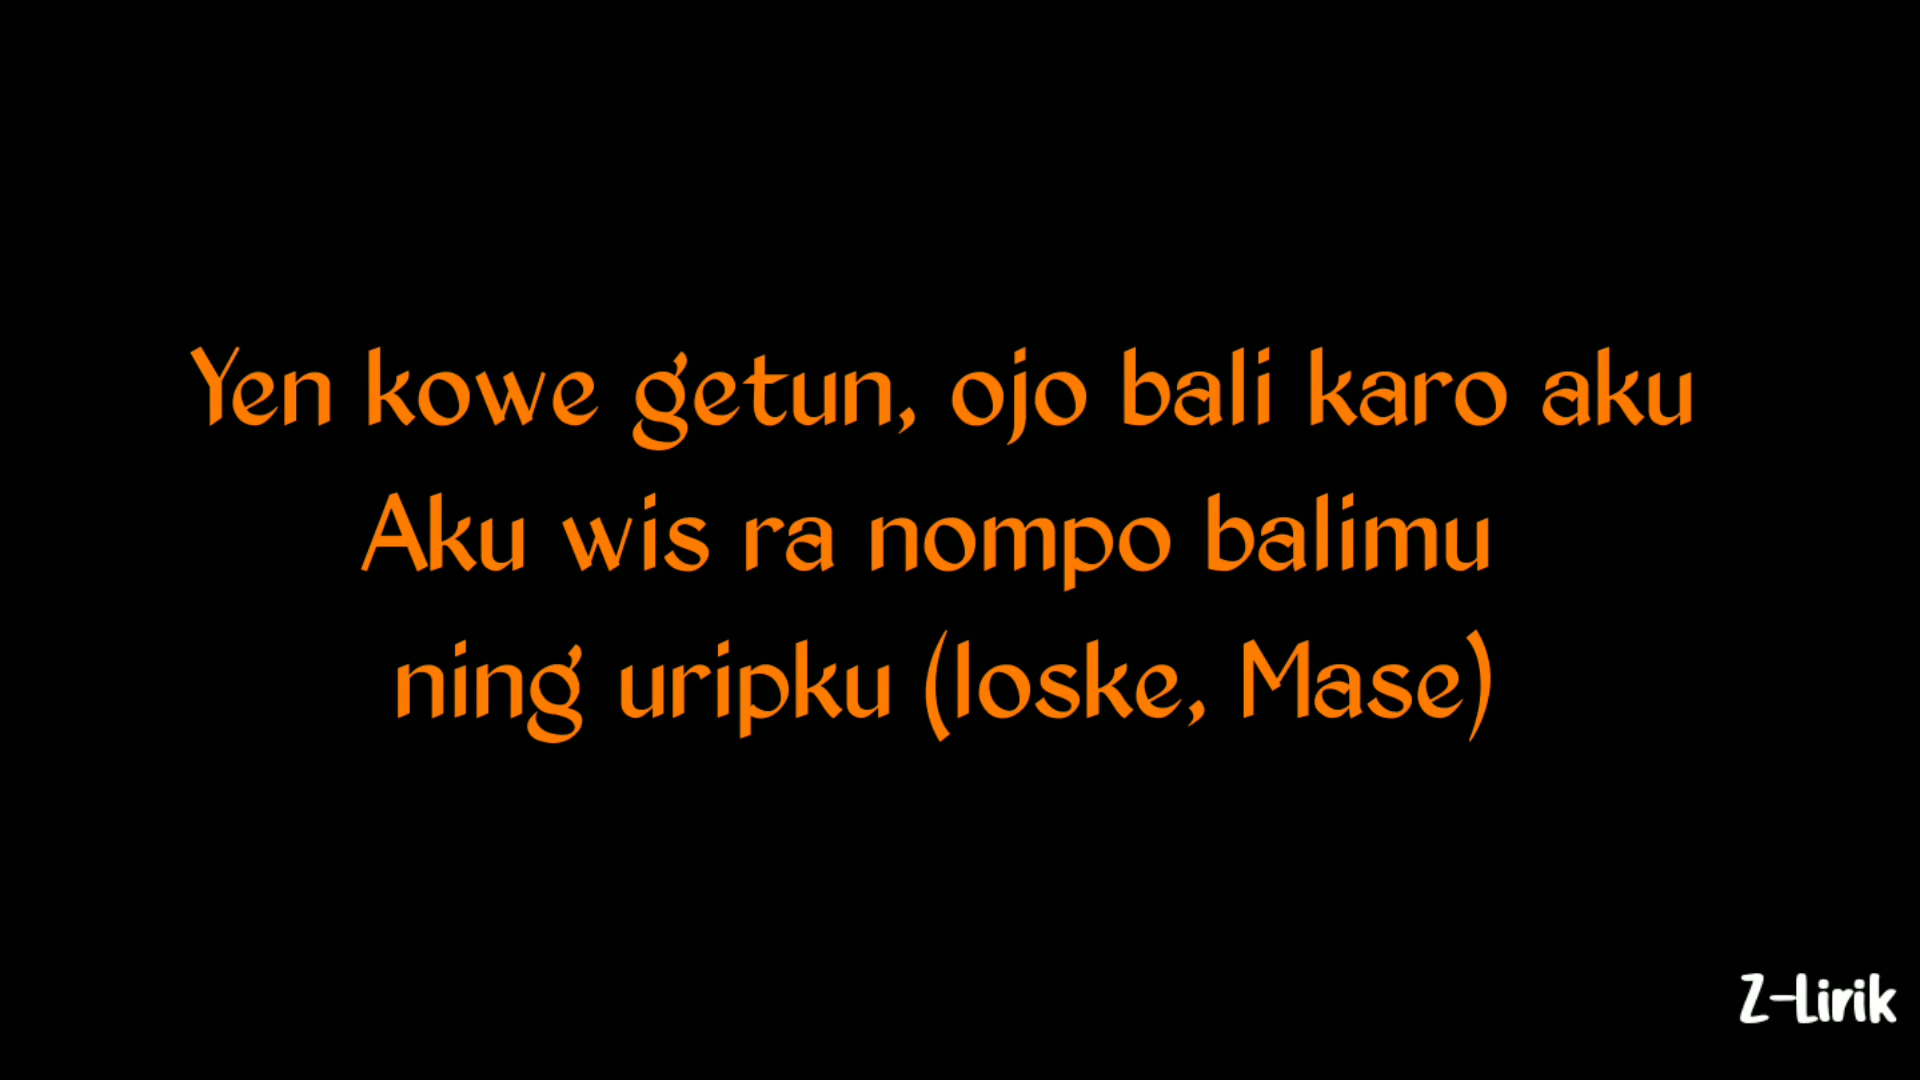 Yen kowe getun, ojo bali karo aku
Aku wis ra nompo balimu
ning uripku (loske, Mase)
Z-Lirik